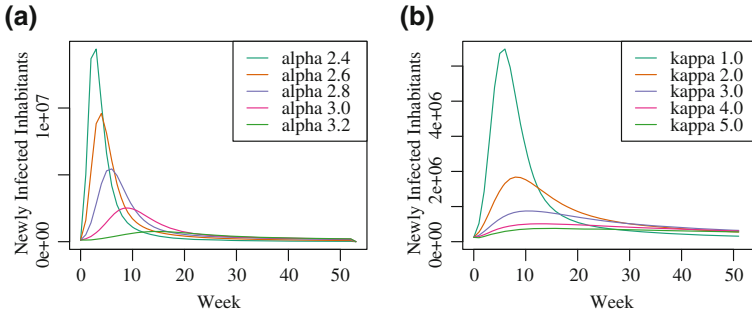 (a)
Newly Infected Inhabitants
0e+00
1e+07
alpha 2.4
alpha 2.6
alpha 2.8
alpha 3.0
alpha 3.2
0 10 20 30 40 50
Week
(b)
Newly Infected Inhabitants
0e+00
2e+06
6e+06
kappa 1.0
kappa 2.0
kappa 3.0
kappa 4.0
kappa 5.0
0 10 20 30 40 50
Week